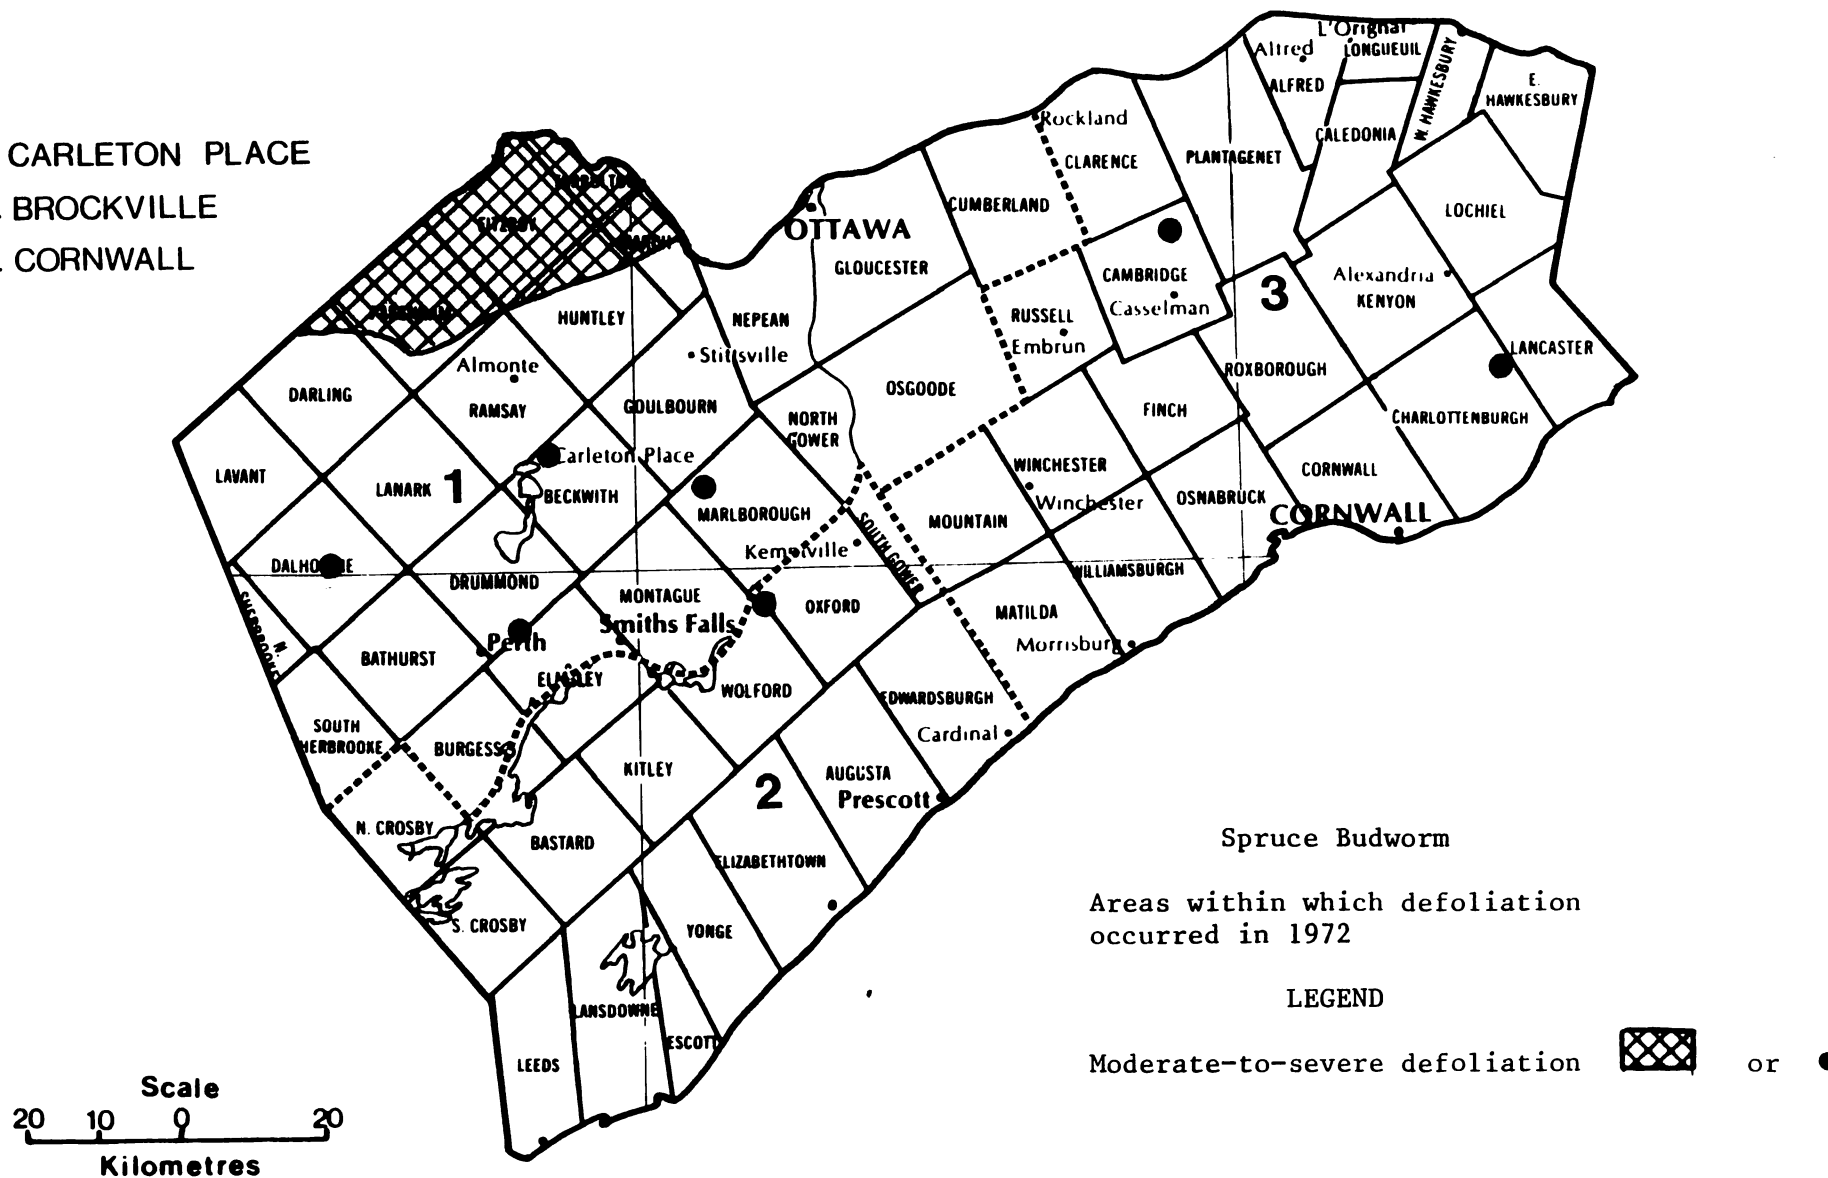 CARLETON PLACE
. BROCKVILLE
. CORNWALL
L'Orignal
Alfred
LONGUEUIL
W. HAWKESBURY
E.
HAWKESBURY
ALFRED
CALEDONIA
Rockland
CLARENCE
PLANTAGENET
CUMBERLAND
LOCHIEL
FITZROY
OTTAWA
GLOUCESTER
CAMBRIDGE
Casselman
3
Alexandria
KENYON
HUNTLEY
NEPEAN
RUSSELL
Embrun
Stittsville
LANCASTER
Almonte
DARLING
RAMSAY
GOULBOURN
OSGOODE
ROXBOROUGH
FINCH
NORTH
GOWER
CHARLOTTENBURGH
LAVANT
LANARK
1
Carleton Place
BECKWITH
MARLBOROUGH
WINCHESTER
Winchester
CORNWALL
OSNABRUCK
CORNWALL
MOUNTAIN
Kemptville
SOUTH GOWER
DALHOUSIE
DRUMMOND
WILLIAMSBURGH
N.
SHERBROOKE
MONTAGUE
Smiths Falls
OXFORD
MATILDA
Morrisburg
BATHURST
Perth
ELMSLEY
WOLFORD
EDWARDSBURGH
Cardinal
SOUTH
HERBROOKE
BURGESS
KITLEY
2
AUGUSTA
Prescott
N. CROSBY
BASTARD
ELIZABETHTOWN
S. CROSBY
YONGE
LANSDOWNE
ESCOTT
LEEDS
Spruce Budworm
Areas within which defoliation
occurred in 1972
LEGEND
Moderate-to-severe defoliation or
Scale
20 10 0 20
Kilometres